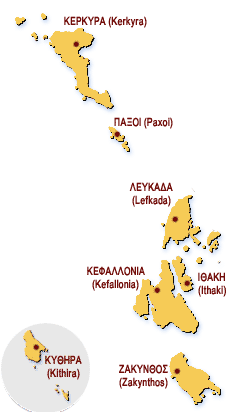 ΚΕΡΚΥΡΑ (Kerkyra)
ΠΑΞΟΙ (Paxoi)
ΛΕΥΚΑΔΑ
(Lefkada)
ΚΕΦΑΛΛΟΝΙΑ
(Kefallonia)
ΙΘΑΚΗ
(Ithaki)
ΚΥΘΗΡΑ
(Kithira)
ΖΑΚΥΝΘΟΣ
(Zakynthos)